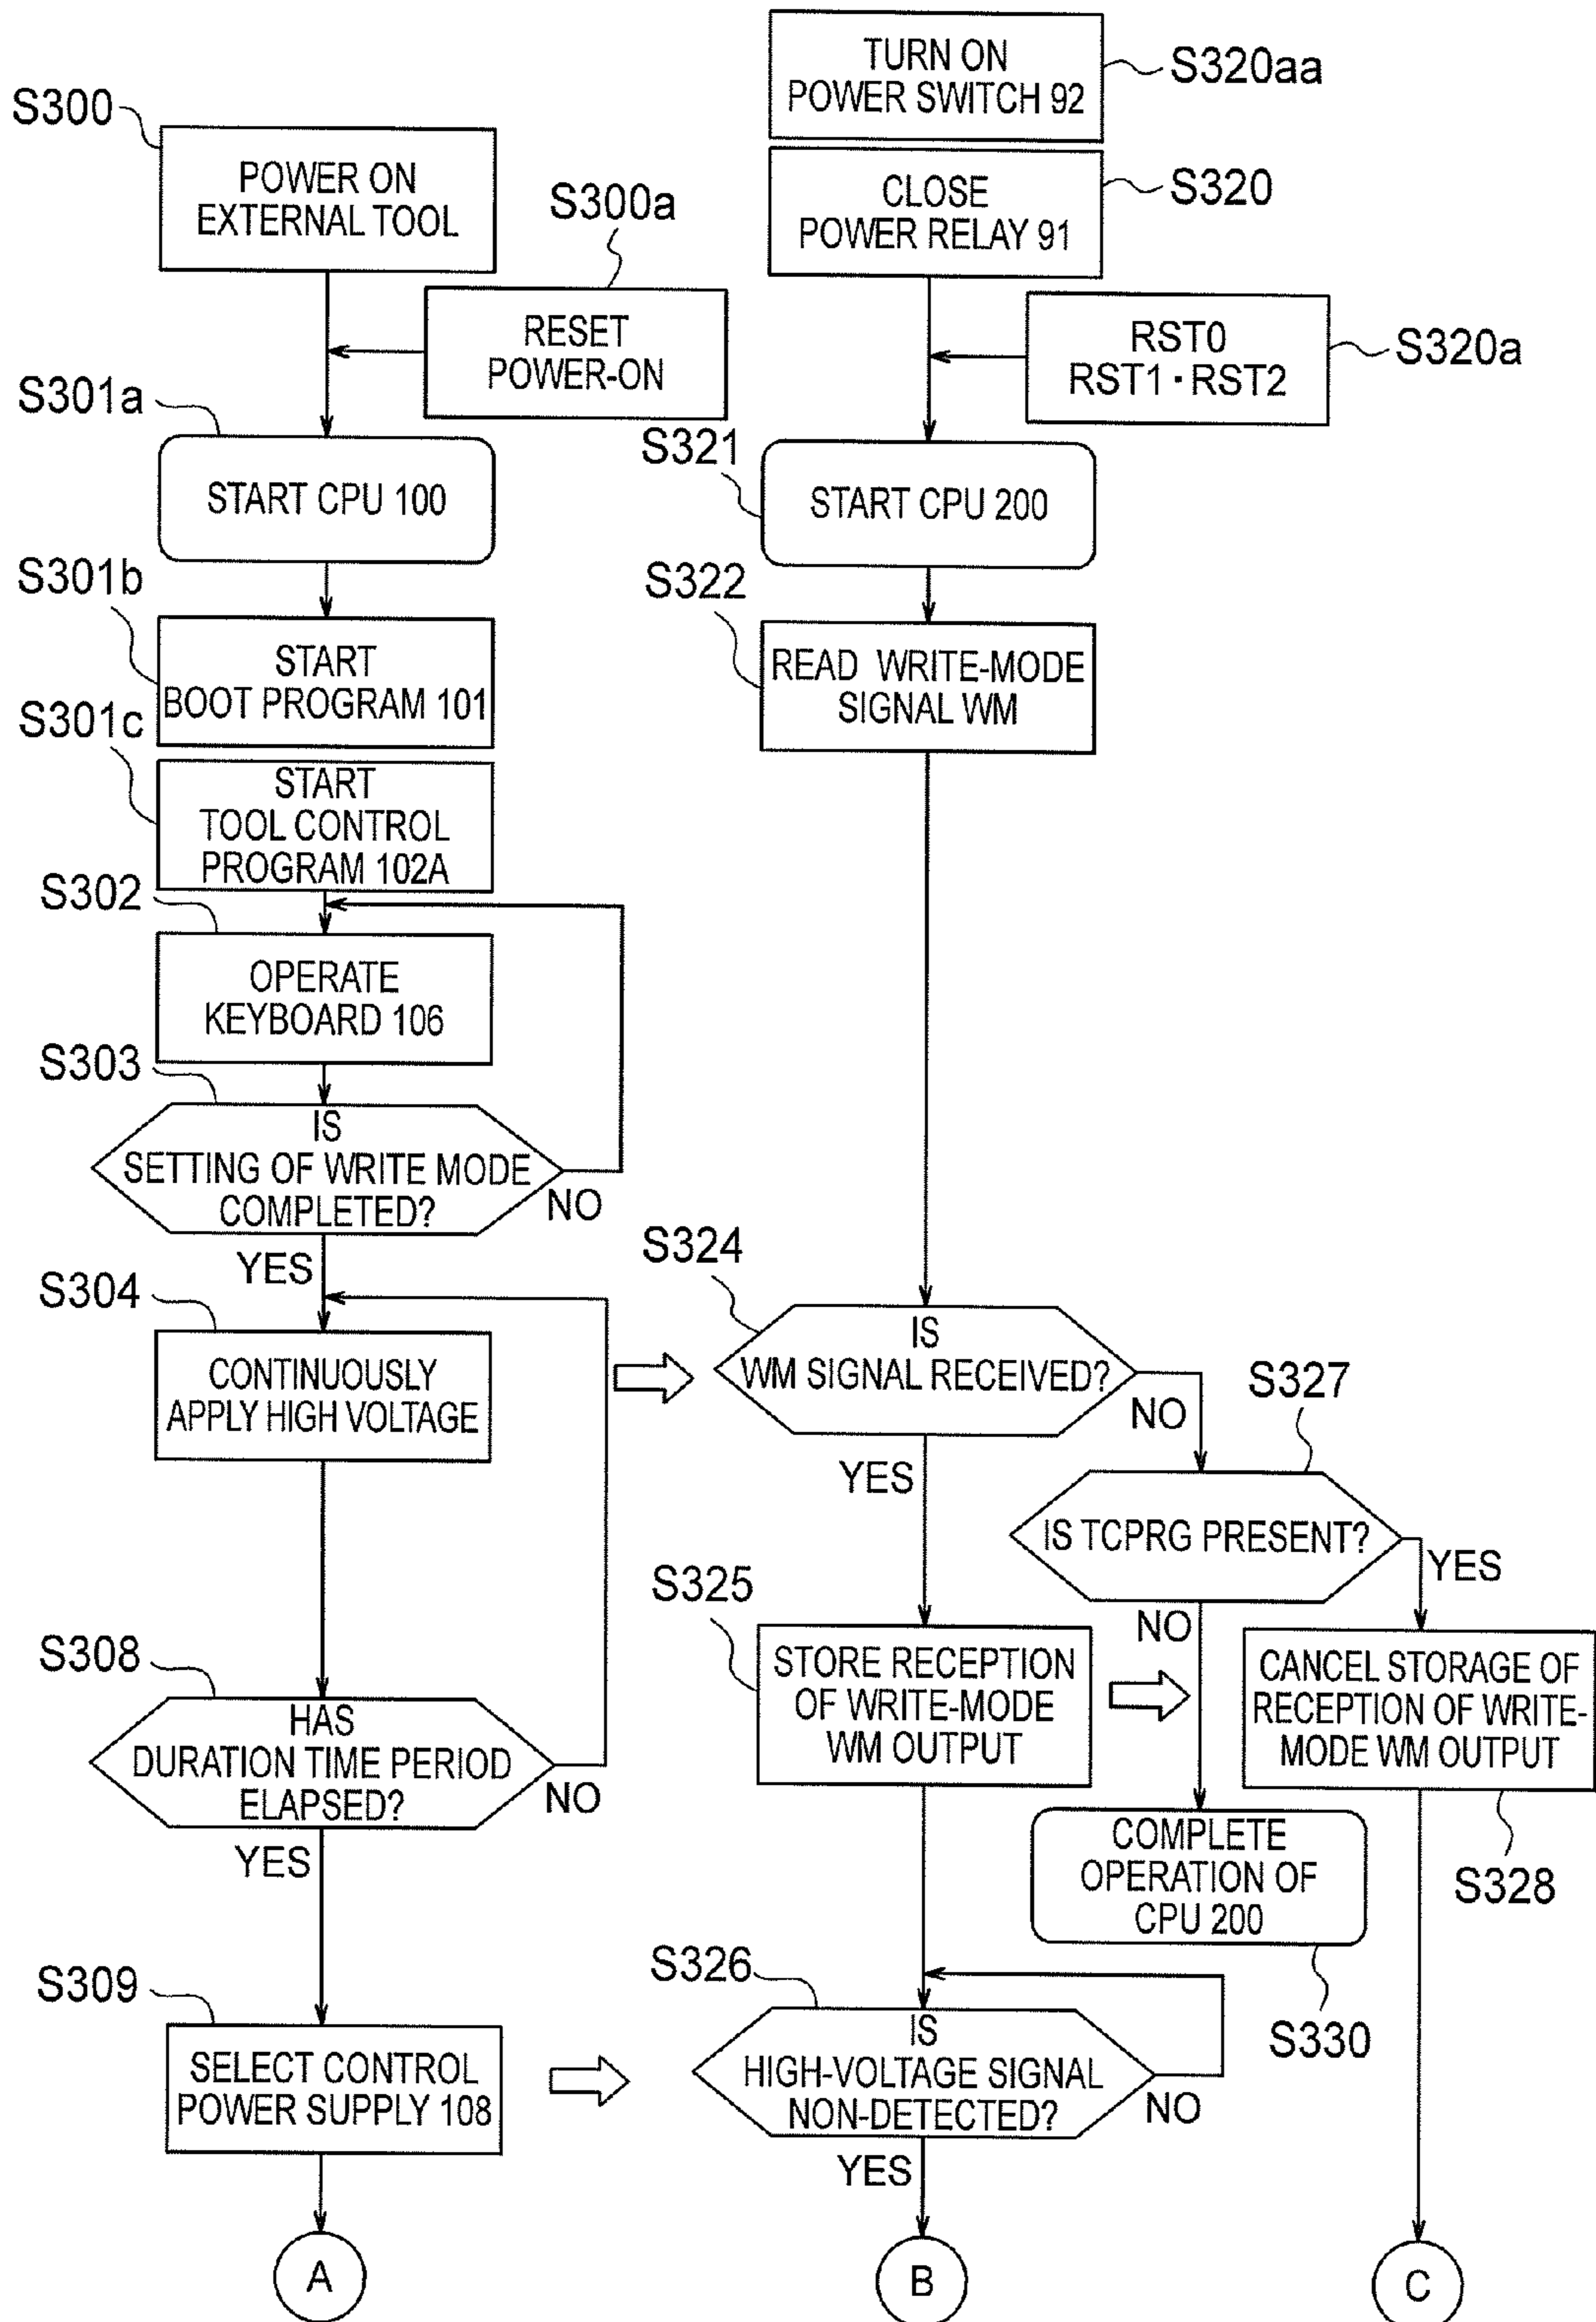 S300
POWER ON
EXTERNAL TOOL
S300a
RESET
POWER-ON
S301a
START CPU 100
S301b
START
BOOT PROGRAM 101
S301c
START
TOOL CONTROL
PROGRAM 102A
S302
OPERATE
KEYBOARD 106
S303
IS
SETTING OF WRITE MODE
COMPLETED?
NO
YES
S304
CONTINUOUSLY
APPLY HIGH VOLTAGE
S308
HAS
DURATION TIME PERIOD
ELAPSED?
NO
YES
S309
SELECT CONTROL
POWER SUPPLY 108
A
TURN ON
POWER SWITCH 92
S320aa
CLOSE
POWER RELAY 91
S320
RST0
RST1・RST2
S320a
S321
START CPU 200
S322
READ WRITE-MODE
SIGNAL WM
S324
IS
WM SIGNAL RECEIVED?
NO
YES
S327
IS TCPRG PRESENT?
YES
NO
S325
STORE RECEPTION
OF WRITE-MODE
WM OUTPUT
CANCEL STORAGE OF
RECEPTION OF WRITE-
MODE WM OUTPUT
S328
COMPLETE
OPERATION OF
CPU 200
S330
S326
IS
HIGH-VOLTAGE SIGNAL
NON-DETECTED?
NO
YES
B
C